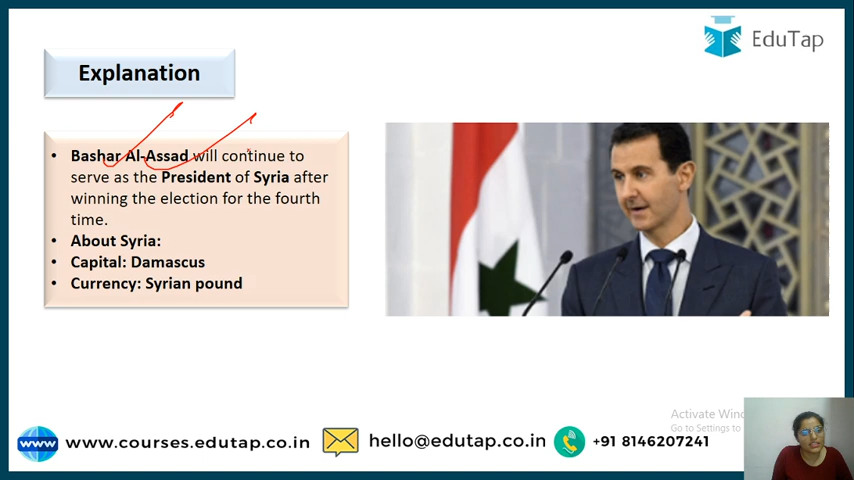 EduTap
Explanation
• Bashar Al-Assad will continue to
serve as the President of Syria after
winning the election for the fourth
time.
• About Syria:
• Capital: Damascus
• Currency: Syrian pound
Activate Wind
Go to Settings to
www
www.courses.edutap.co.in
hello@edutap.co.in
+91 8146207241